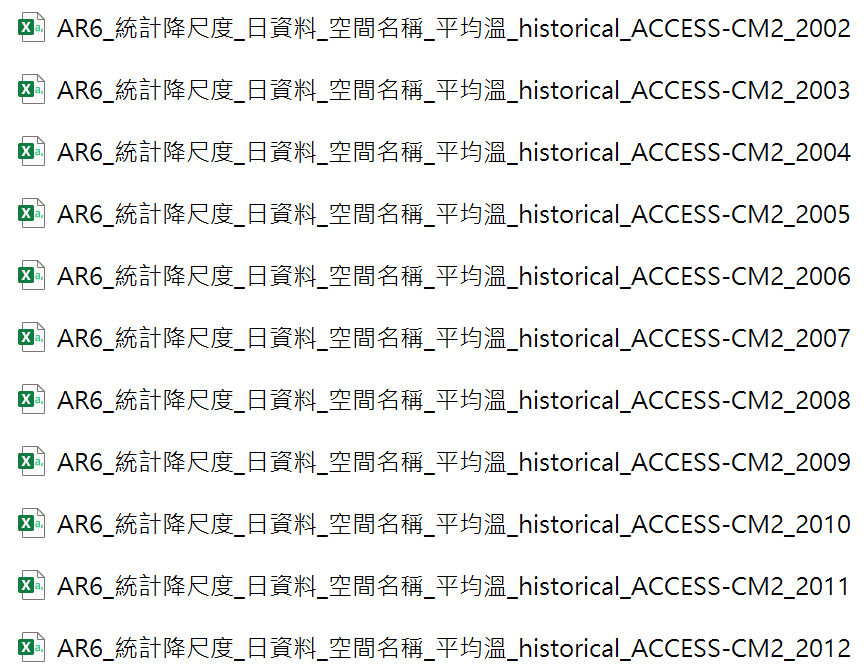 AR6_統計降尺度_日資料_空間名稱_平均溫_historical_ACCESS-CM2_2002
AR6_統計降尺度_日資料_空間名稱_平均溫_historical_ACCESS-CM2_2003
AR6_統計降尺度_日資料_空間名稱_平均溫_historical_ACCESS-CM2_2004
AR6_統計降尺度_日資料_空間名稱_平均溫_historical_ACCESS-CM2_2005
AR6_統計降尺度_日資料_空間名稱_平均溫_historical_ACCESS-CM2_2006
AR6_統計降尺度_日資料_空間名稱_平均溫_historical_ACCESS-CM2_2007
AR6_統計降尺度_日資料_空間名稱_平均溫_historical_ACCESS-CM2_2008
AR6_統計降尺度_日資料_空間名稱_平均溫_historical_ACCESS-CM2_2009
AR6_統計降尺度_日資料_空間名稱_平均溫_historical_ACCESS-CM2_2010
AR6_統計降尺度_日資料_空間名稱_平均溫_historical_ACCESS-CM2_2011
AR6_統計降尺度_日資料_空間名稱_平均溫_historical_ACCESS-CM2_2012